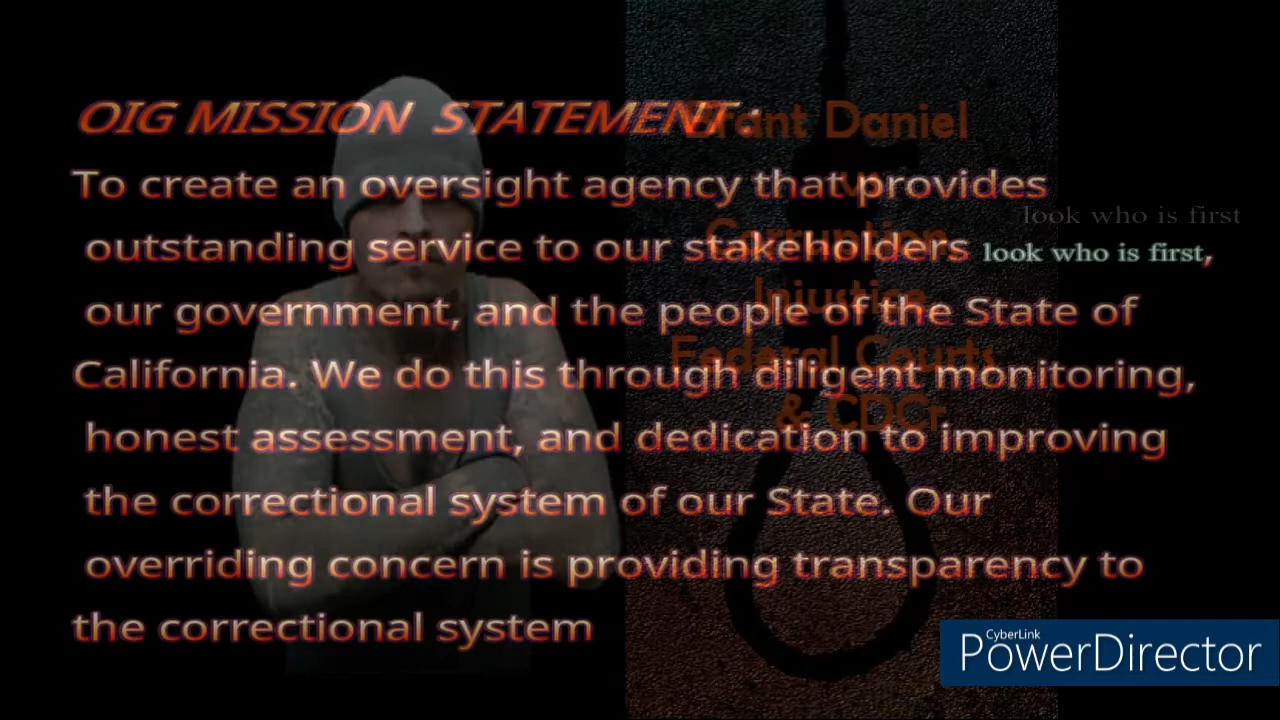 OIG MISSION STATEMENT :
Brant Daniel
v
To create an oversight agency that provides
look who is first
outstanding service to our stakeholders look who is first,
Corruption
Injustice
our government, and the people of the State of
Federal Courts
California. We do this through diligent monitoring,
& CDCr
honest assessment, and dedication to improving
the correctional system of our State. Our
overriding concern is providing transparency to
the correctional system
CyberLink
PowerDirector